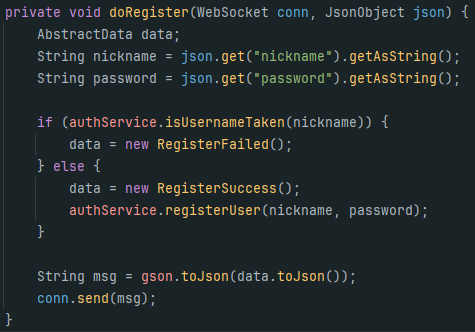 private void doRegister(WebSocket conn, JsonObject json) {
    AbstractData data;
    String nickname = json.get("nickname").getAsString();
    String password = json.get("password").getAsString();

    if (authService.isUsernameTaken(nickname)) {
        data = new RegisterFailed();
    } else {
        data = new RegisterSuccess();
        authService.registerUser(nickname, password);
    }

    String msg = gson.toJson(data.toJson());
    conn.send(msg);
}